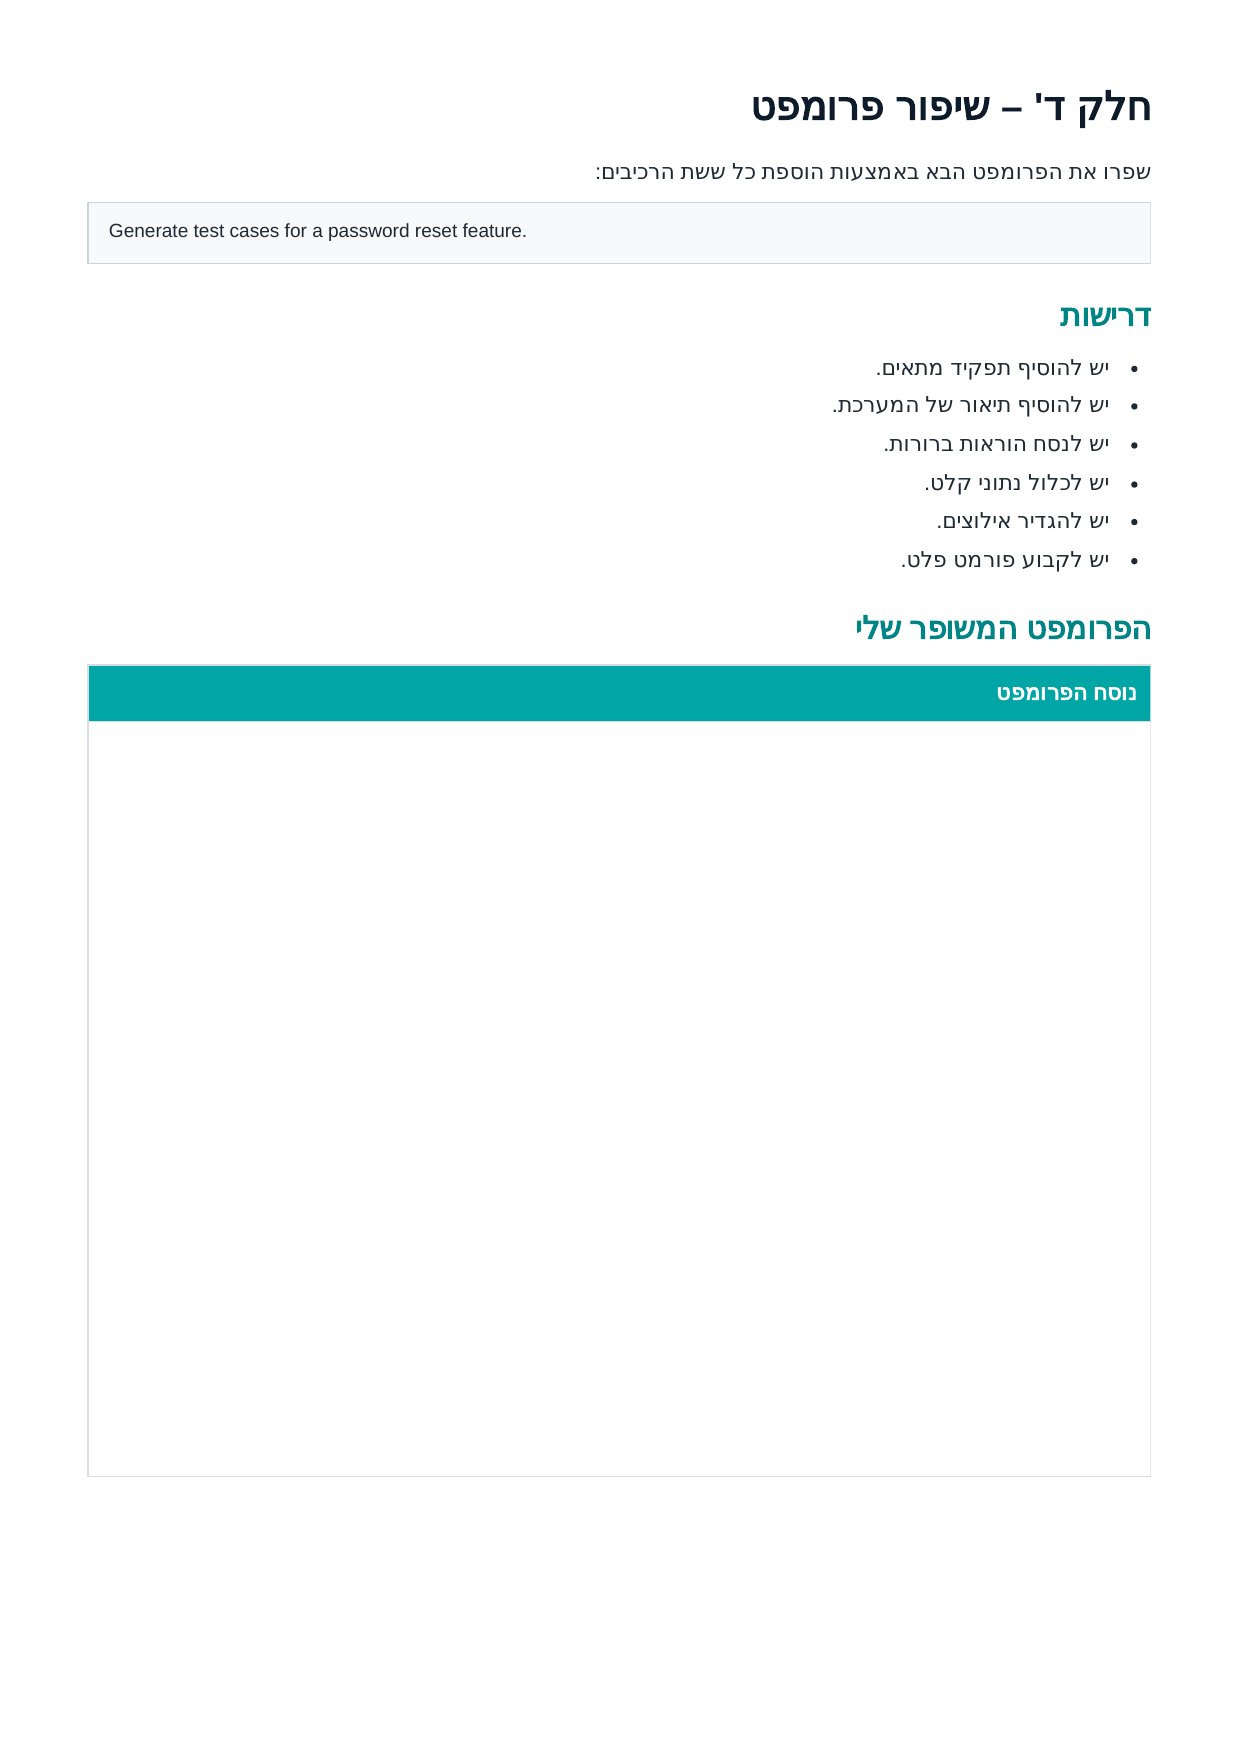 חלק ד' – שיפור פרומפט
שפרו את הפרומפט הבא באמצעות הוספת כל ששת הרכיבים:
Generate test cases for a password reset feature.
דרישות
• יש להוסיף תפקיד מתאים.
• יש להוסיף תיאור של המערכת.
• יש לנסח הוראות ברורות.
• יש לכלול נתוני קלט.
• יש להגדיר אילוצים.
• יש לקבוע פורמט פלט.
הפרומפט המשופר שלי
נוסח הפרומפט